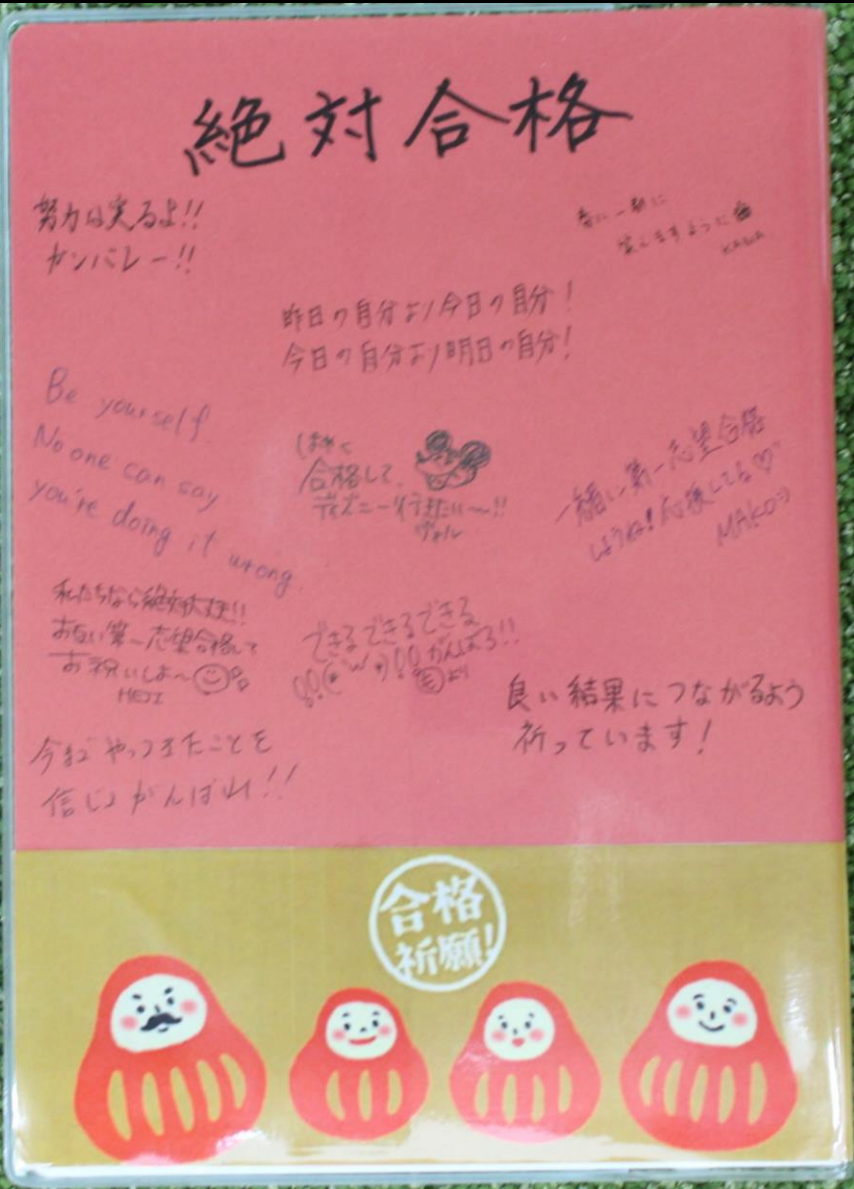 絶対合格
努力は実るよ!!
ガンバレー!!
春に一緒に
笑えますように
KANA
昨日の自分より今日の自分!
今日の自分より明日の自分!
Be yourself
No one can say
you're doing it wrong.
はやく
合格して、
ディズニー行きたい〜!!
一緒に第一志望合格
しようね!応援してる♡
MAKO
私たちなら絶対大丈夫!!
お互い第一志望合格して
お祝いしよ〜
できるできるできる
がんばろ!!
より
良い結果につながるよう
祈っています!
今までやってきたことを
信じてがんばれ!!
合格
祈願!